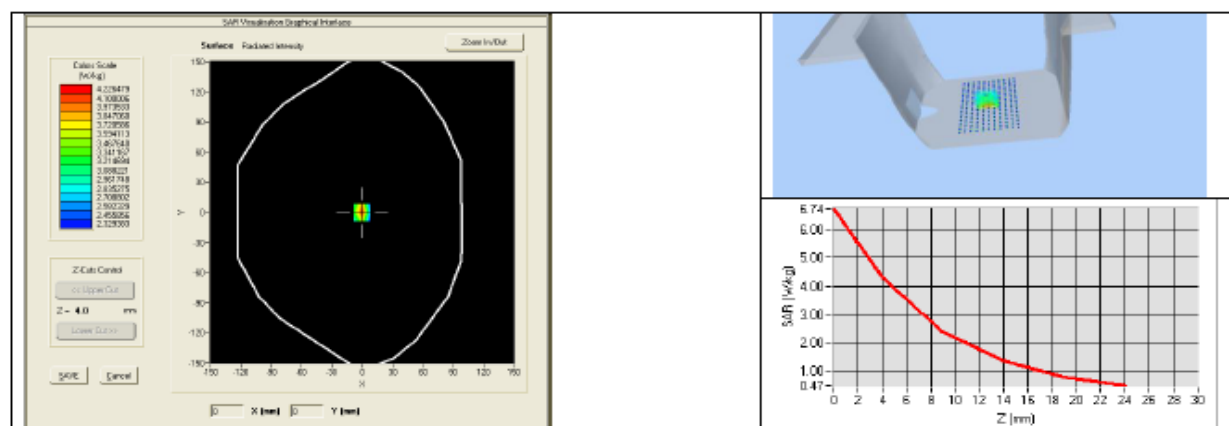 SAR Visualisation Graphical Interface
Surface Radiated Intensity
Zoom In/Out
Colors Scale
(W/kg)
4.226479
4.100006
3.973533
3.847060
3.720586
3.594113
3.467640
3.341167
3.214694
3.088221
2.961748
2.835275
2.708802
2.582329
2.455856
2.329383
Z-Cuts Control
<< Upper Cut
Z = 4.0 mm
Lower Cut >>
SAVE
Cancel
150
120
90
60
30
0
-30
-60
-90
-120
-150
Y
-150 -120 -90 -60 -30 0 30 60 90 120 150
X
0 X (mm) 0 Y (mm)
6.74
6.00
5.00
4.00
3.00
2.00
1.00
0.47
SAR (W/kg)
0 2 4 6 8 10 12 14 16 18 20 22 24 26 28 30
Z (mm)